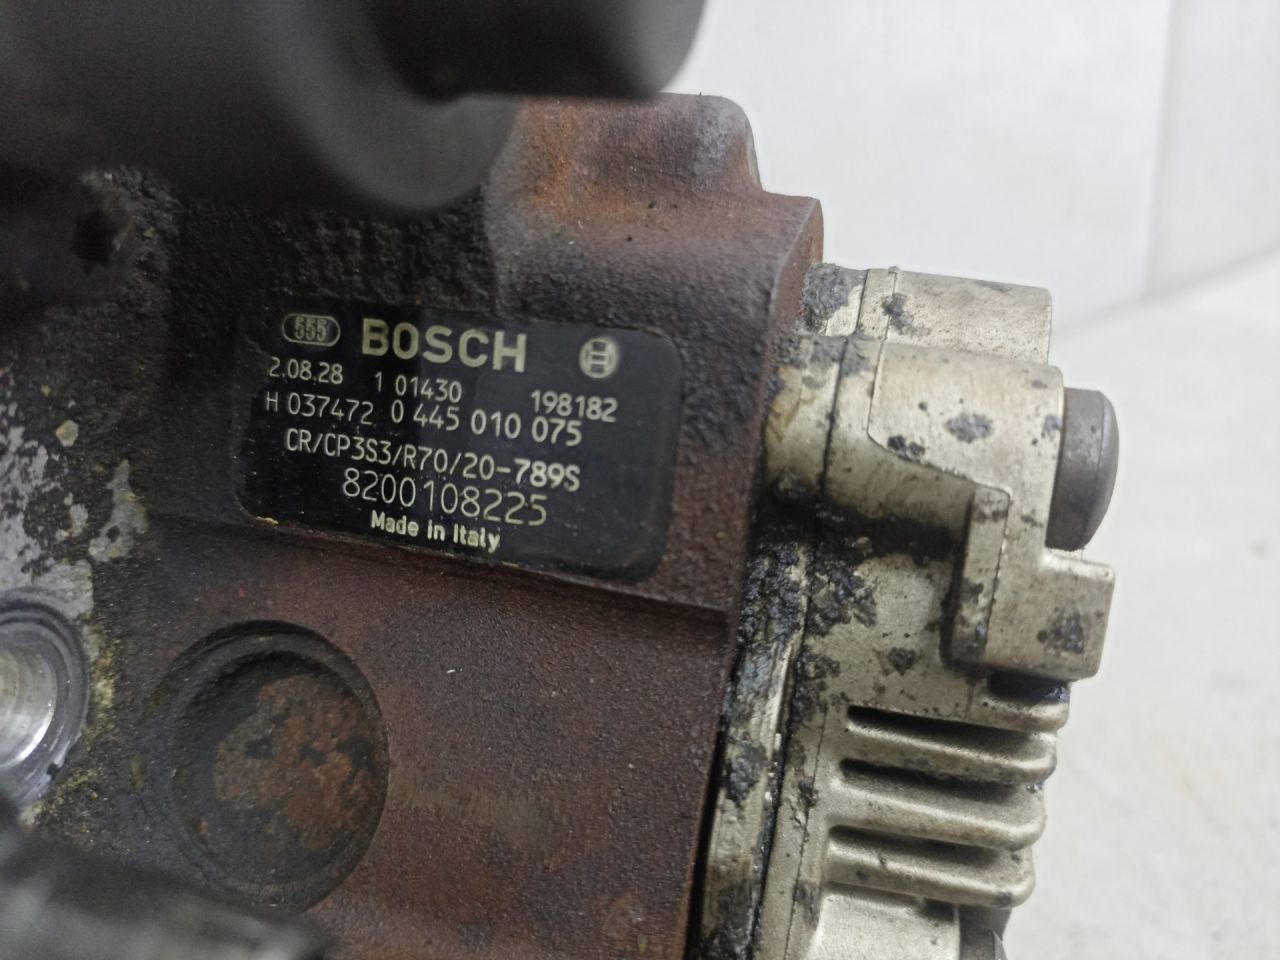 555 BOSCH
2.08.28 1 01430 198182
H 037472 0 445 010 075
CR/CP3S3/R70/20-789S
8200108225
Made in Italy